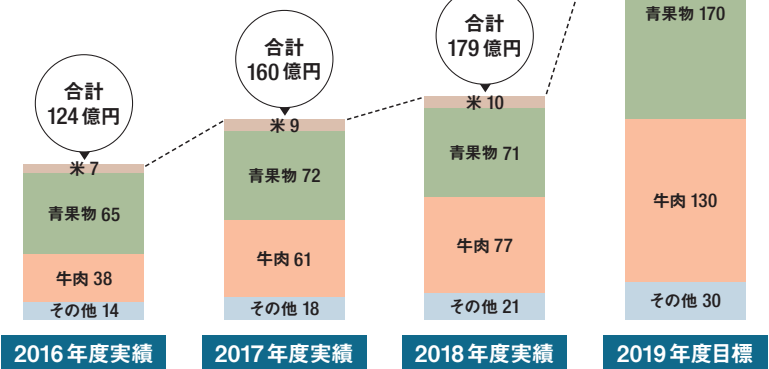 合計
124億円
米 7
青果物 65
牛肉 38
その他 14
2016年度実績
合計
160億円
米 9
青果物 72
牛肉 61
その他 18
2017年度実績
合計
179億円
米 10
青果物 71
牛肉 77
その他 21
2018年度実績
青果物 170
牛肉 130
その他 30
2019年度目標